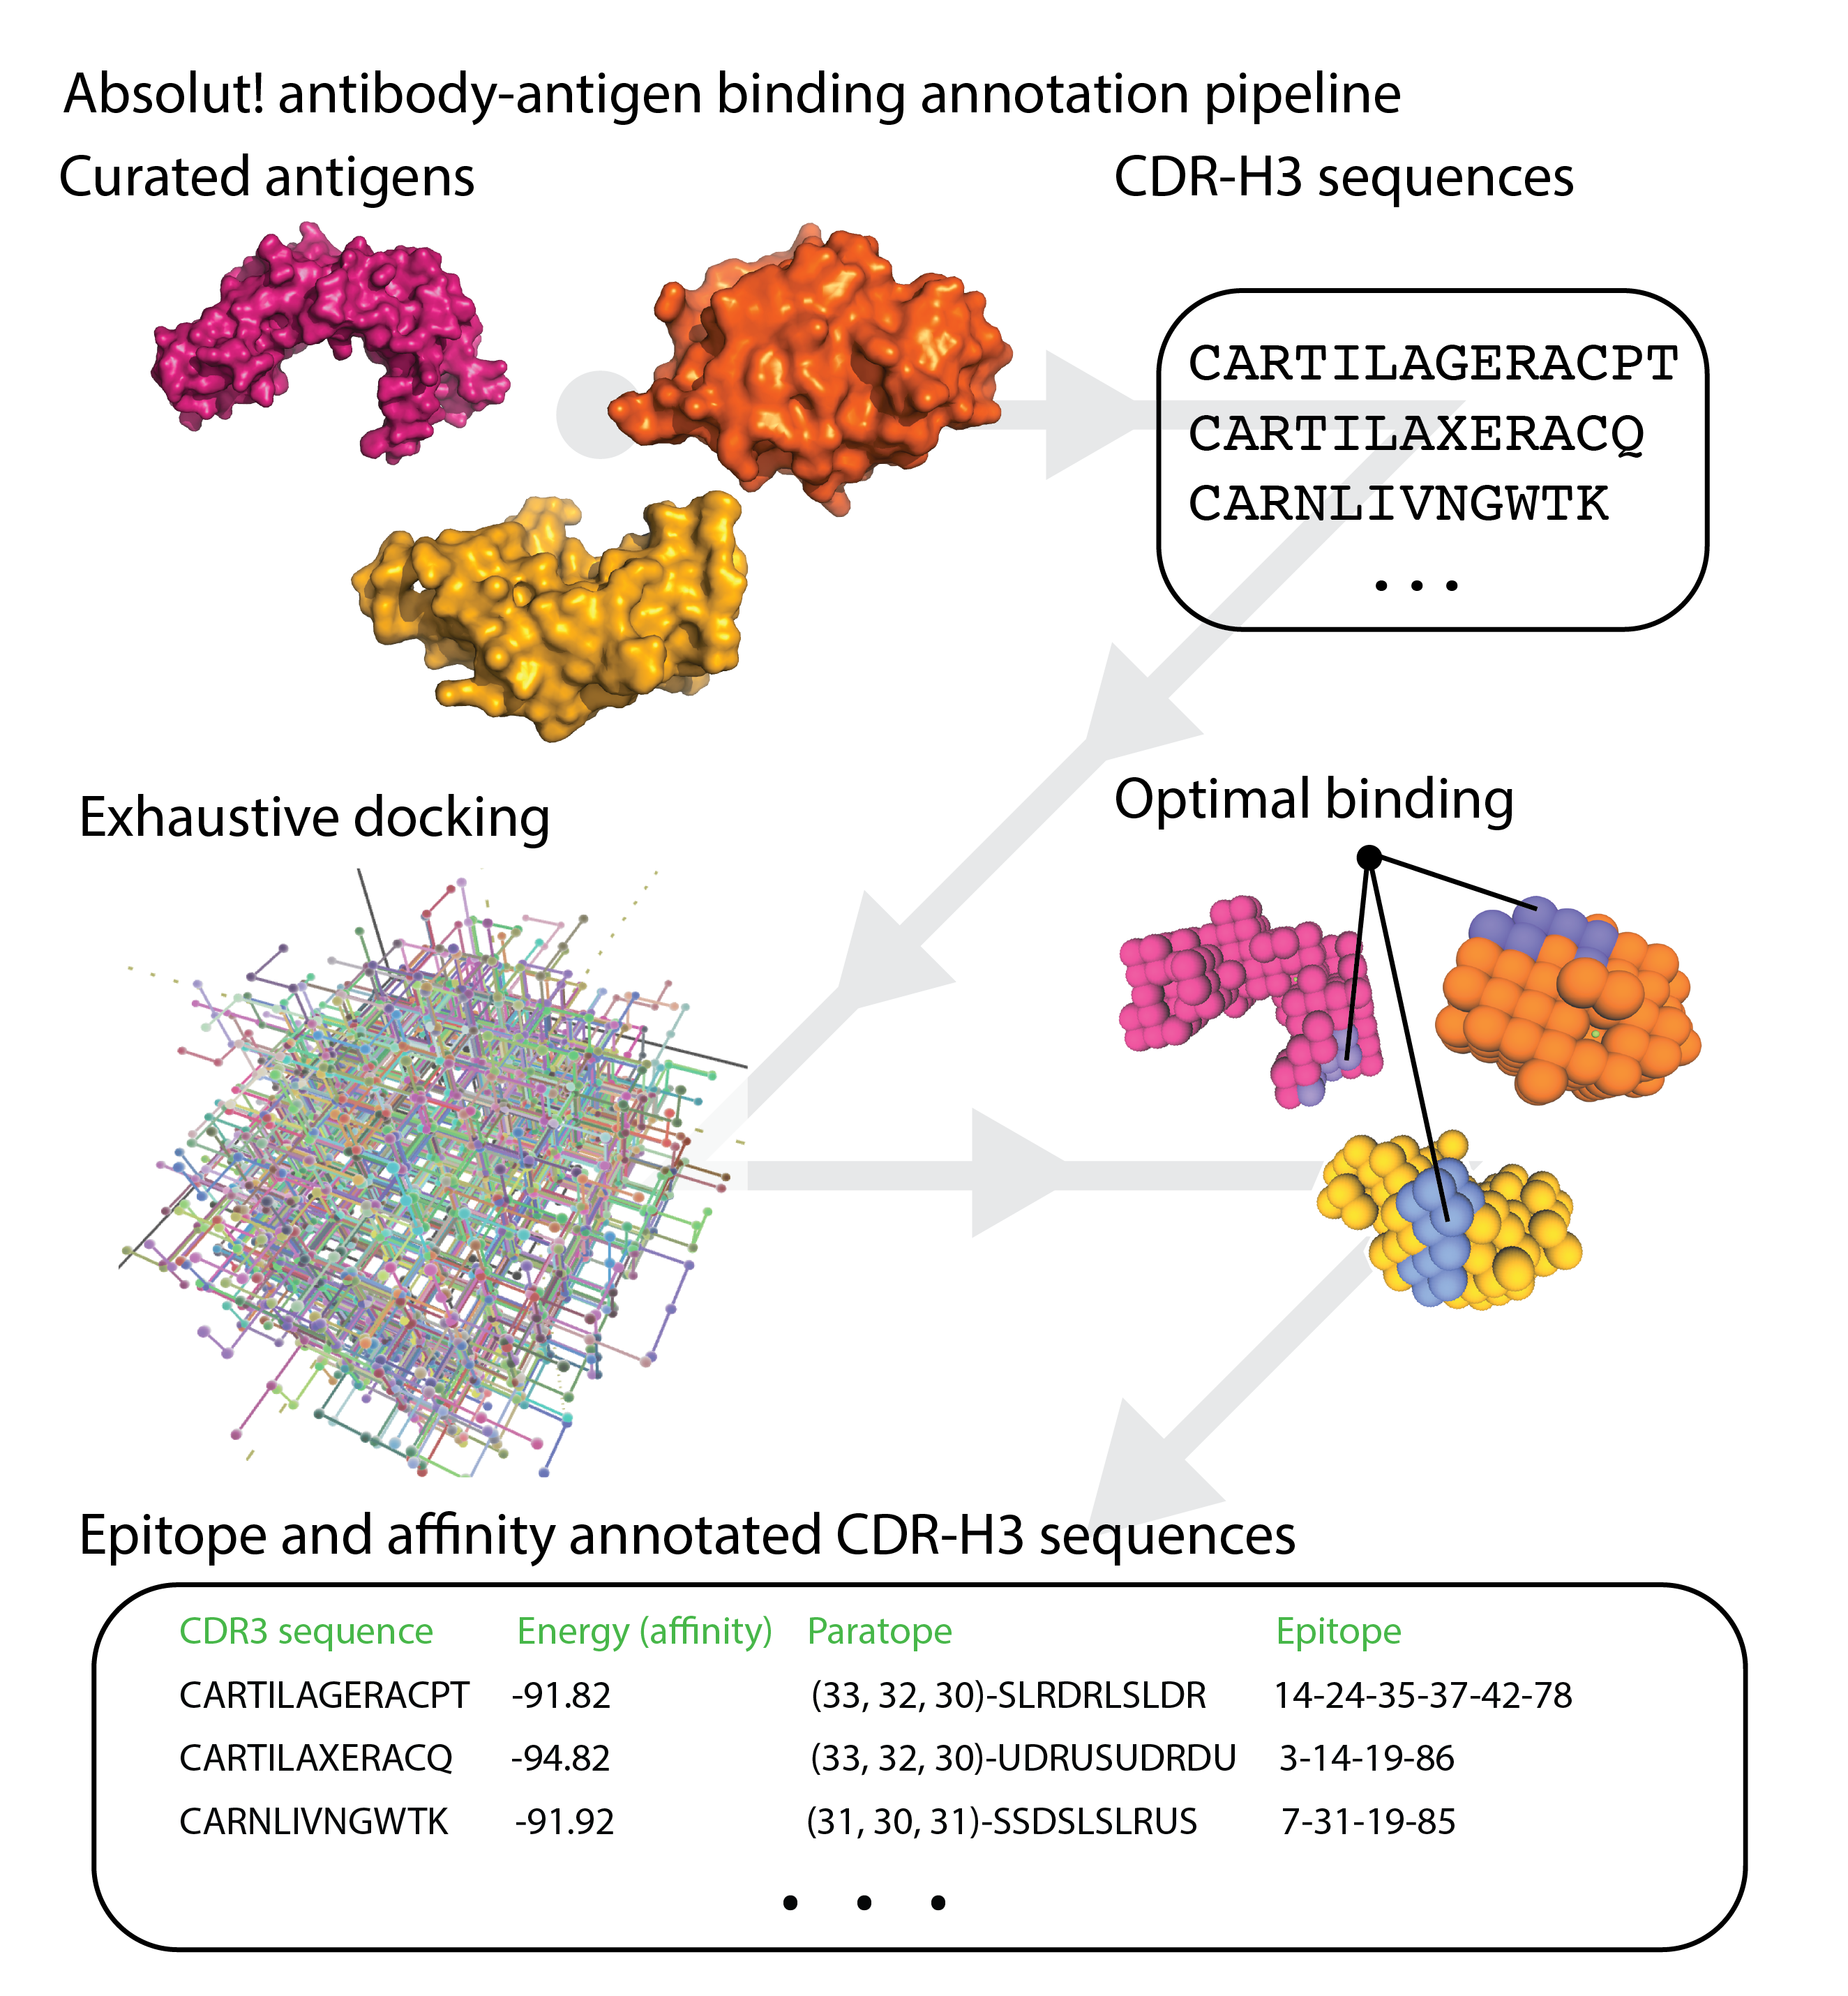 Absolut! antibody-antigen binding annotation pipeline
Curated antigens
CDR-H3 sequences
CARTILAGERACPT
CARTILAXERACQ
CARNLIVNGWTK
...
Exhaustive docking
Optimal binding
Epitope and affinity annotated CDR-H3 sequences
CDR3 sequence Energy (affinity) Paratope Epitope
CARTILAGERACPT -91.82 (33, 32, 30)-SLRDRLSLDR 14-24-35-37-42-78
CARTILAXERACQ -94.82 (33, 32, 30)-UDRUSUDRDU 3-14-19-86
CARNLIVNGWTK -91.92 (31, 30, 31)-SSDSLSLRUS 7-31-19-85
. . .